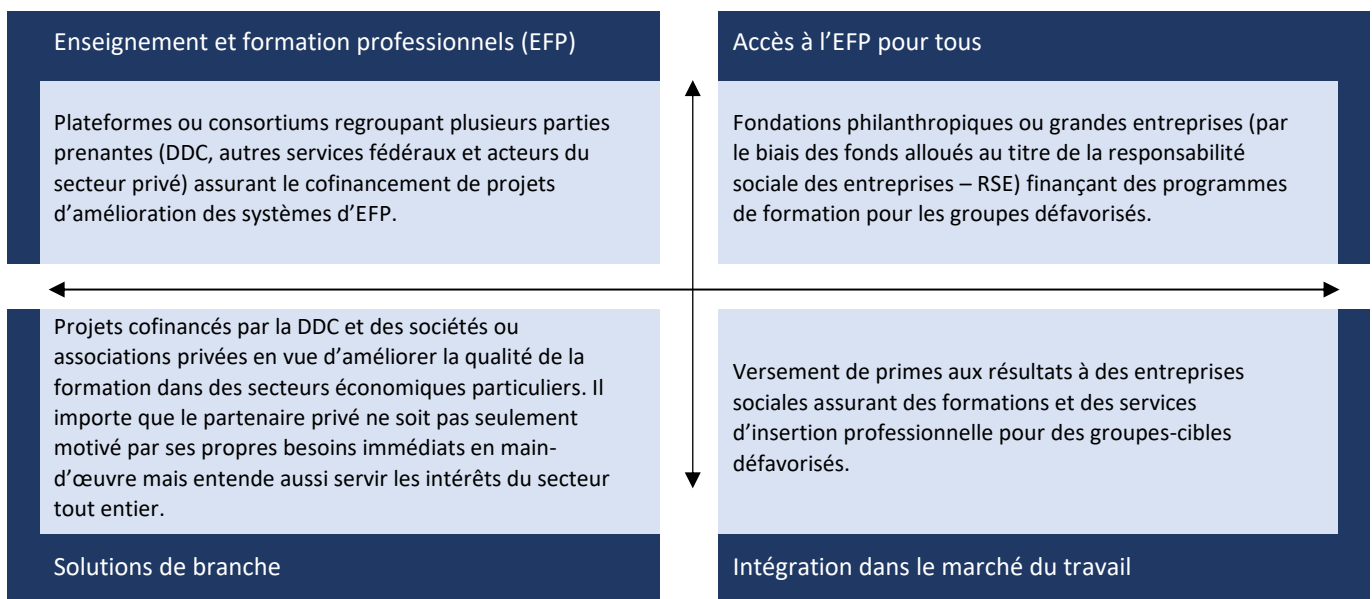 Enseignement et formation professionnels (EFP)
Plateformes ou consortiums regroupant plusieurs parties
prenantes (DDC, autres services fédéraux et acteurs du
secteur privé) assurant le cofinancement de projets
d’amélioration des systèmes d’EFP.
Accès à l’EFP pour tous
Fondations philanthropiques ou grandes entreprises (par
le biais des fonds alloués au titre de la responsabilité
sociale des entreprises – RSE) finançant des programmes
de formation pour les groupes défavorisés.
Projets cofinancés par la DDC et des sociétés ou
associations privées en vue d’améliorer la qualité de la
formation dans des secteurs économiques particuliers. Il
importe que le partenaire privé ne soit pas seulement
motivé par ses propres besoins immédiats en main-
d’œuvre mais entende aussi servir les intérêts du secteur
tout entier.
Solutions de branche
Versement de primes aux résultats à des entreprises
sociales assurant des formations et des services
d’insertion professionnelle pour des groupes-cibles
défavorisés.
Intégration dans le marché du travail